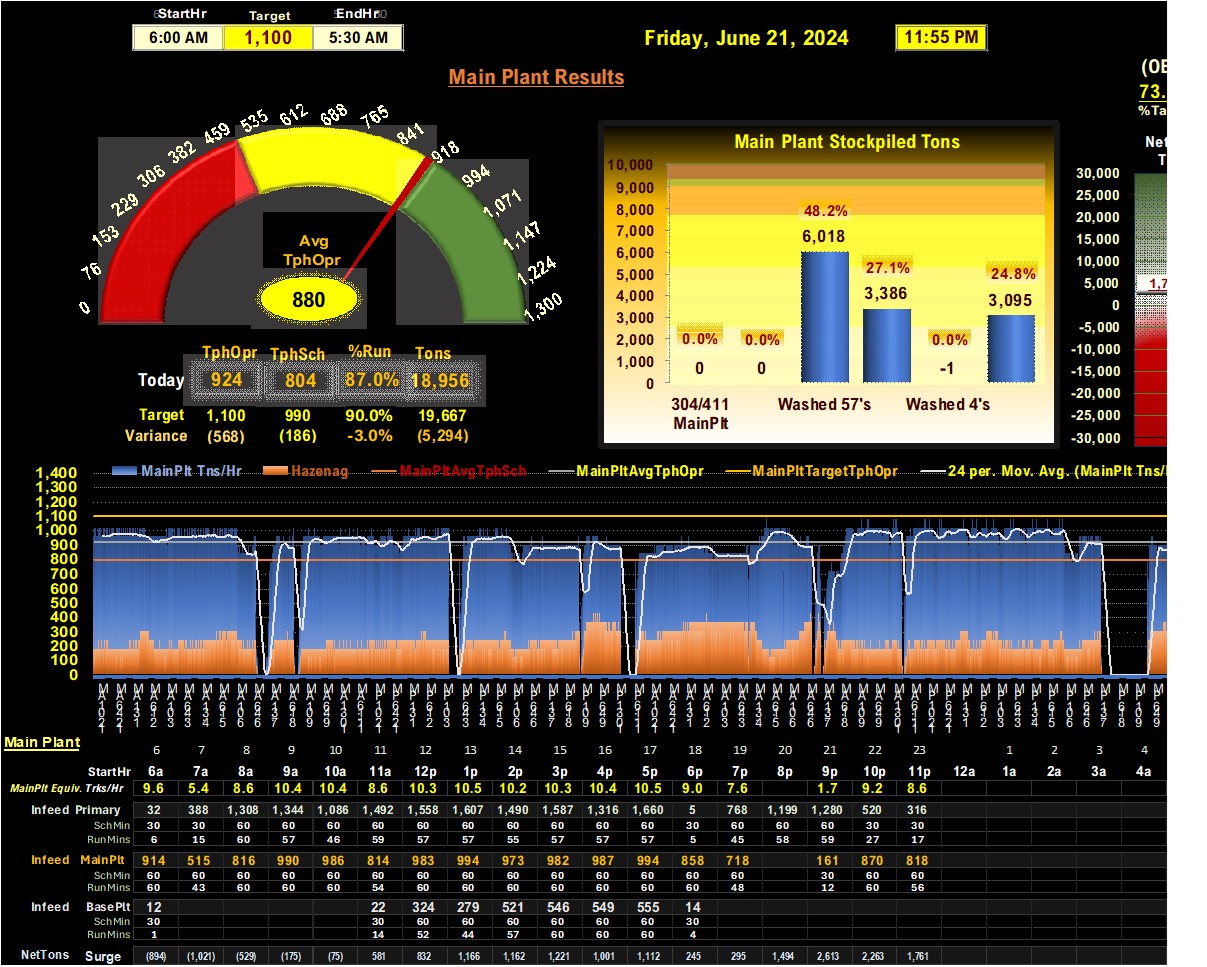 StartHr Target EndHr
6:00 AM 1,100 5:30 AM
Friday, June 21, 2024 11:55 PM
Main Plant Results
(OE
73.
%Ta
0 76 153 229 306 382 459 535 612 688 765 841 918 994 1,071 1,147 1,224 1,300
Avg
TphOpr
880
TphOpr TphSch %Run Tons
Today 924 804 87.0% 18,956
Target 1,100 990 90.0% 19,667
Variance (568) (186) -3.0% (5,294)
Main Plant Stockpiled Tons
10,000
9,000
8,000
7,000
6,000
5,000
4,000
3,000
2,000
1,000
0
0.0% 0.0% 48.2% 27.1% 0.0% 24.8%
0 0 6,018 3,386 -1 3,095
304/411 Washed 57's Washed 4's
MainPlt
Net
T
30,000
25,000
20,000
15,000
10,000
5,000
0
-5,000
-10,000
-15,000
-20,000
-25,000
-30,000
1,7
MainPlt Tns/Hr Hazenag MainPltAvgTphSch MainPltAvgTphOpr MainPltTargetTphOpr 24 per. Mov. Avg. (MainPlt Tns/
1,400
1,300
1,200
1,100
1,000
900
800
700
600
500
400
300
200
100
0
Main Plant
6 7 8 9 10 11 12 13 14 15 16 17 18 19 20 21 22 23 1 2 3 4
StartHr 6a 7a 8a 9a 10a 11a 12p 1p 2p 3p 4p 5p 6p 7p 8p 9p 10p 11p 12a 1a 2a 3a 4a
MainPlt Equiv. Trks/Hr 9.6 5.4 8.6 10.4 10.4 8.6 10.3 10.5 10.2 10.3 10.4 10.5 9.0 7.6 1.7 9.2 8.6
Infeed Primary 32 388 1,308 1,344 1,086 1,492 1,558 1,607 1,490 1,587 1,316 1,660 5 768 1,199 1,280 520 316
SchMin 30 30 60 60 60 60 60 60 60 60 60 60 30 60 60 60 30 30
RunMins 6 15 60 57 46 59 57 57 55 57 57 57 5 45 58 59 27 17
Infeed MainPlt 914 515 816 990 986 814 983 994 973 982 987 994 858 718 161 870 818
SchMin 60 60 60 60 60 60 60 60 60 60 60 60 60 60 30 60 60
RunMins 60 43 60 60 60 54 60 60 60 60 60 60 60 48 12 60 56
Infeed BasePlt 12 22 324 279 521 546 549 555 14
SchMin 30 30 60 60 60 60 60 60 30
RunMins 1 14 52 44 57 60 60 60 4
NetTons Surge (894) (1,021) (529) (175) (75) 581 832 1,166 1,162 1,221 1,001 1,112 245 295 1,494 2,613 2,263 1,761